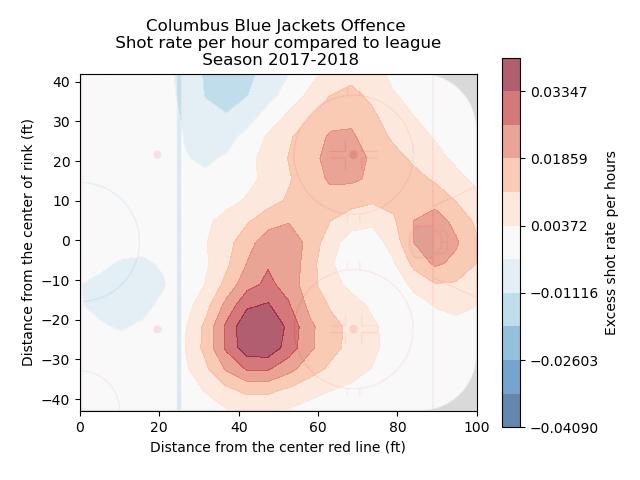 Columbus Blue Jackets Offence
Shot rate per hour compared to league
Season 2017-2018
40
30
20
10
0
−10
−20
−30
−40
Distance from the center of rink (ft)
0 20 40 60 80 100
Distance from the center red line (ft)
0.03347
0.01859
0.00372
−0.01116
−0.02603
−0.04090
Excess shot rate per hours